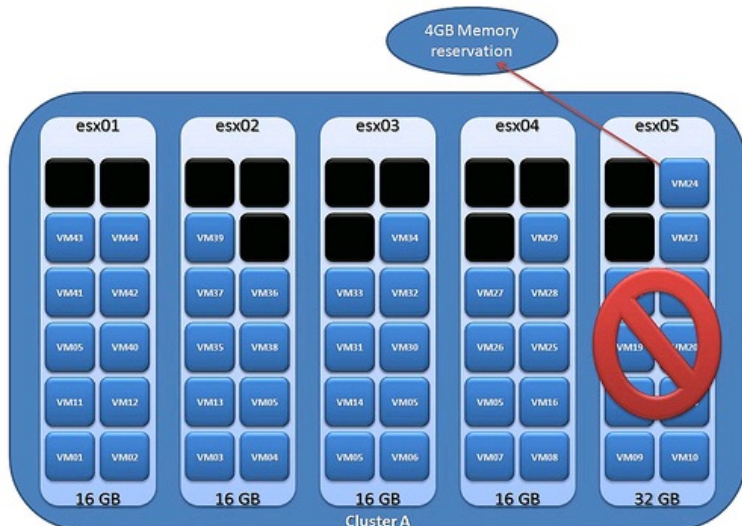 4GB Memory
reservation
esx01 esx02 esx03 esx04 esx05
VM24
VM43 VM44 VM39 VM34 VM29 VM23
VM41 VM42 VM37 VM36 VM33 VM32 VM27 VM28
VM05 VM40 VM35 VM38 VM31 VM30 VM26 VM25 VM19 VM20
VM11 VM12 VM13 VM05 VM14 VM05 VM05 VM16
VM01 VM02 VM03 VM04 VM05 VM06 VM07 VM08 VM09 VM10
16 GB 16 GB 16 GB 16 GB 32 GB
Cluster A